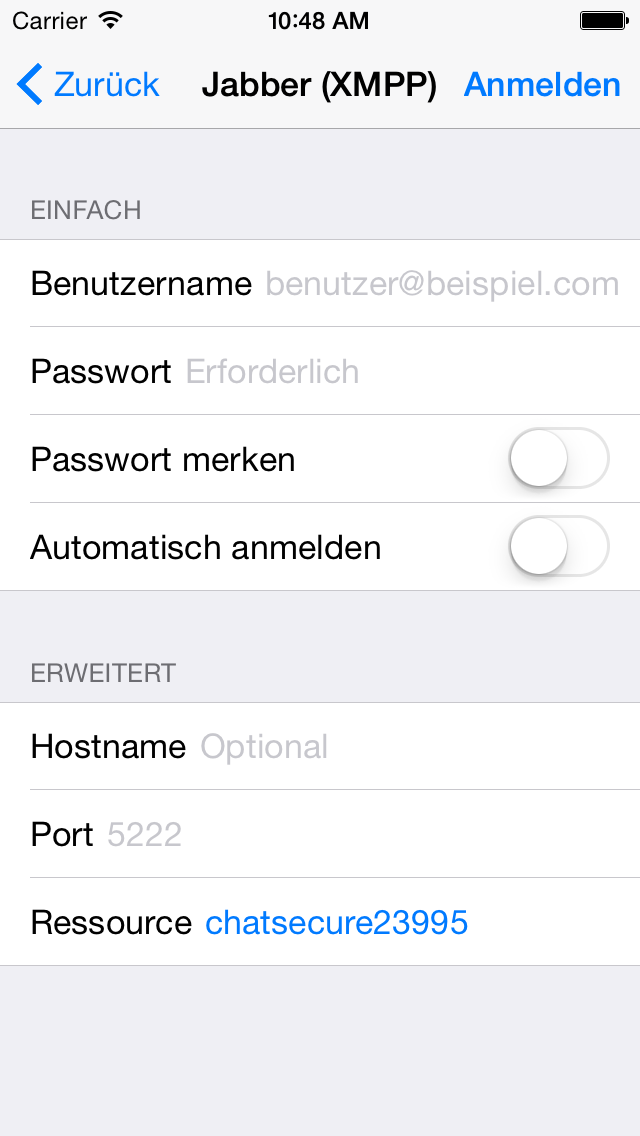 Carrier 10:48 AM
Zurück Jabber (XMPP) Anmelden
EINFACH
Benutzername benutzer@beispiel.com
Passwort Erforderlich
Passwort merken
Automatisch anmelden
ERWEITERT
Hostname Optional
Port 5222
Ressource chatsecure23995